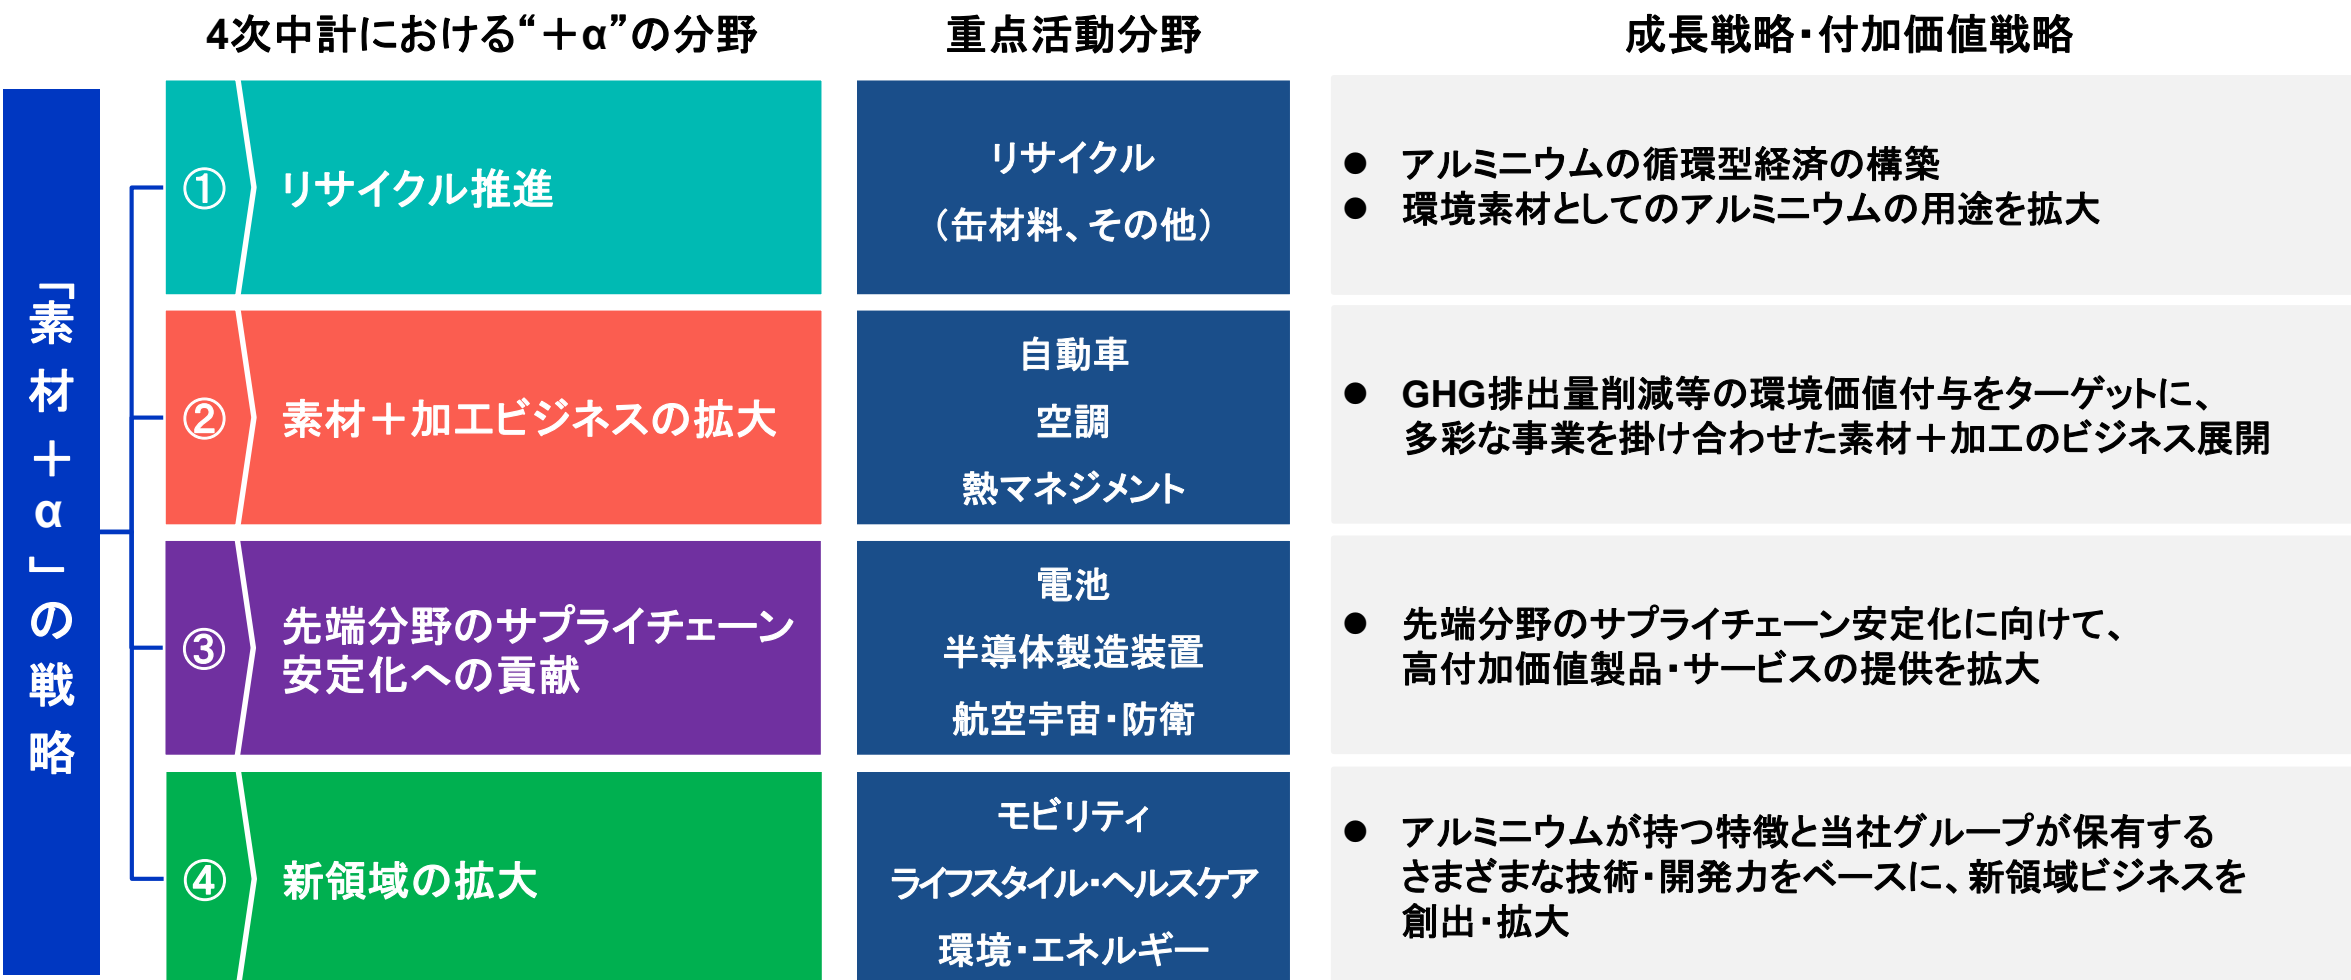 4次中計における“＋α”の分野
重点活動分野
成長戦略・付加価値戦略
「素材＋α」の戦略
① リサイクル推進
リサイクル
（缶材料、その他）
● アルミニウムの循環型経済の構築
● 環境素材としてのアルミニウムの用途を拡大
② 素材＋加工ビジネスの拡大
自動車
空調
熱マネジメント
● GHG排出量削減等の環境価値付与をターゲットに、
多彩な事業を掛け合わせた素材＋加工のビジネス展開
③ 先端分野のサプライチェーン
安定化への貢献
電池
半導体製造装置
航空宇宙・防衛
● 先端分野のサプライチェーン安定化に向けて、
高付加価値製品・サービスの提供を拡大
④ 新領域の拡大
モビリティ
ライフスタイル・ヘルスケア
環境・エネルギー
● アルミニウムが持つ特徴と当社グループが保有する
さまざまな技術・開発力をベースに、新領域ビジネスを
創出・拡大